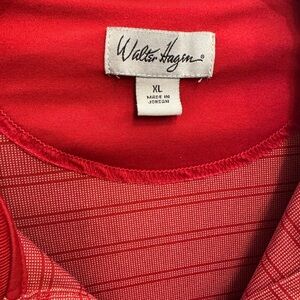 Walter Hagen®
XL
MADE IN
JORDAN